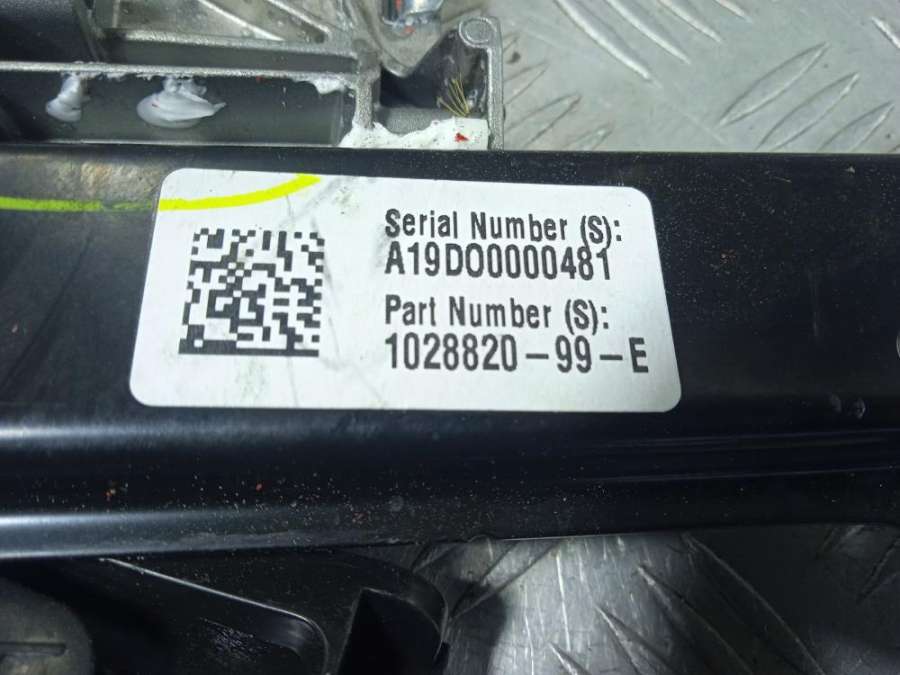 Serial Number (S):
A19D00000481
Part Number (S):
1028820-99-E